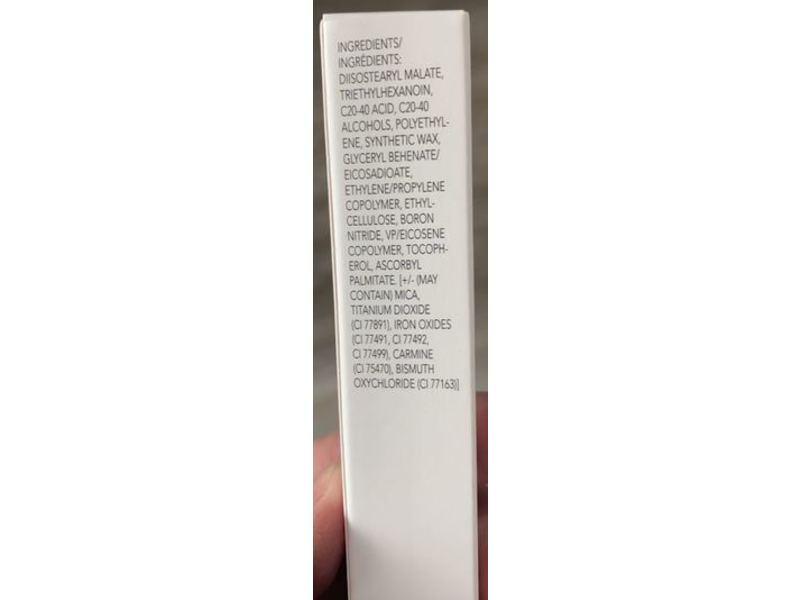 INGREDIENTS/
INGRÉDIENTS:
DIISOSTEARYL MALATE,
TRIETHYLHEXANOIN,
C20-40 ACID, C20-40
ALCOHOLS, POLYETHYL-
ENE, SYNTHETIC WAX,
GLYCERYL BEHENATE/
EICOSADIOATE,
ETHYLENE/PROPYLENE
COPOLYMER, ETHYL-
CELLULOSE, BORON
NITRIDE, VP/EICOSENE
COPOLYMER, TOCOPH-
EROL, ASCORBYL
PALMITATE. [+/- (MAY
CONTAIN) MICA,
TITANIUM DIOXIDE
(CI 77891), IRON OXIDES
(CI 77491, CI 77492,
CI 77499), CARMINE
(CI 75470), BISMUTH
OXYCHLORIDE (CI 77163)]